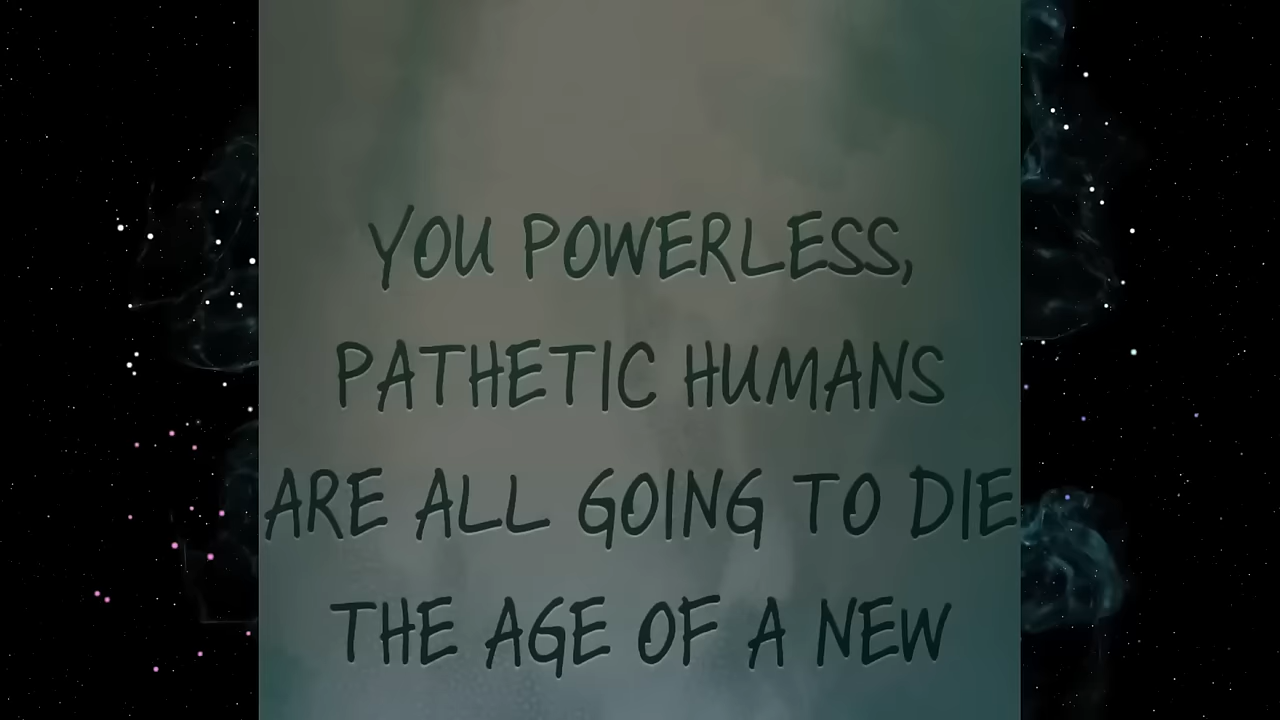 YOU POWERLESS,
PATHETIC HUMANS
ARE ALL GOING TO DIE
THE AGE OF A NEW